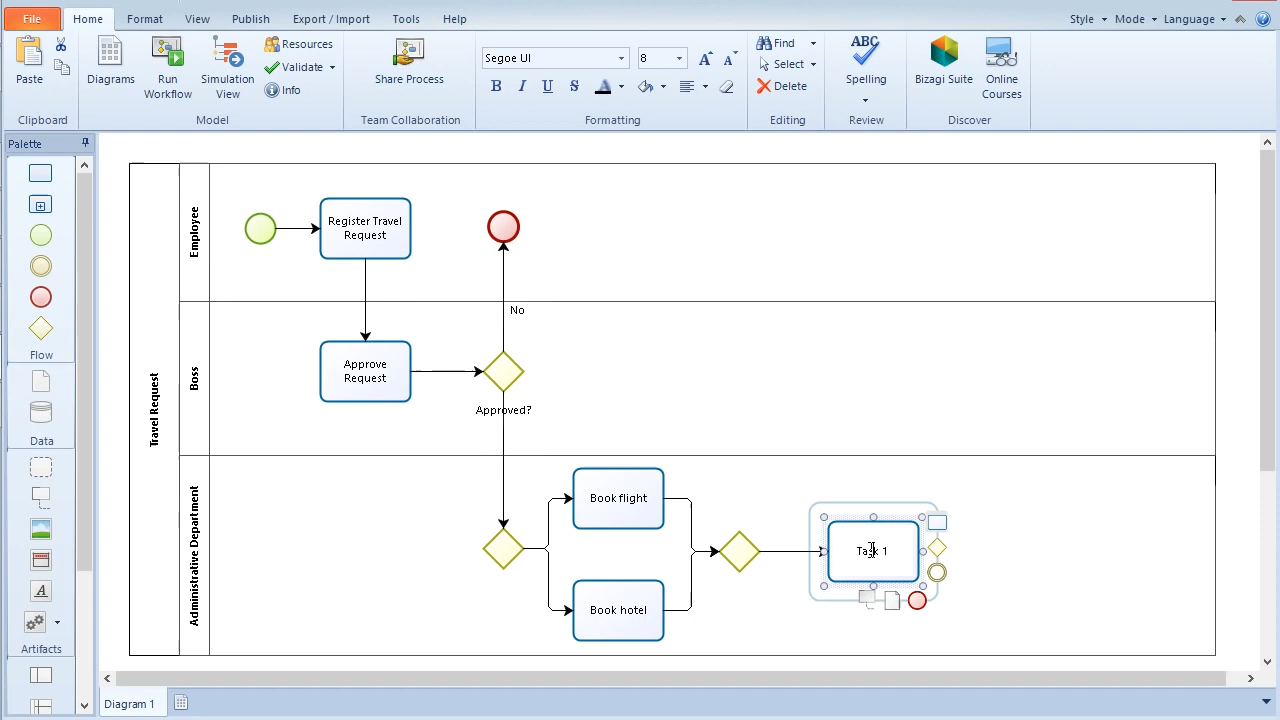 File Home Format View Publish Export / Import Tools Help Style Mode Language
Paste
Clipboard
Diagrams
Run
Workflow
Simulation
View
Resources
Validate
Info
Model
Share Process
Team Collaboration
Segoe UI 8
A A
B I U S A
Formatting
Find
Select
Delete
Editing
ABC
Spelling
Review
Bizagi Suite
Online
Courses
Discover
Palette
Flow
Data
A
Artifacts
Travel Request
Employee
Register Travel
Request
No
Boss
Approve
Request
Approved?
Administrative Department
Book flight
Book hotel
Task 1
Diagram 1